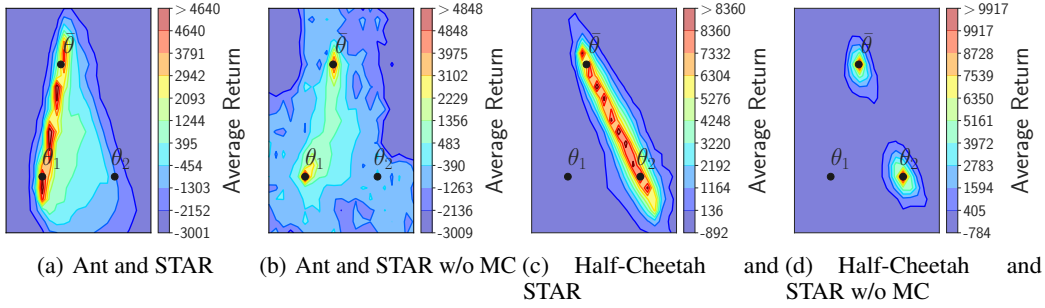 > 4640
4640
3791
2942
2093
1244
395
-454
-1303
-2152
-3001
Average Return
θ̄
θ₁
θ₂
(a) Ant and STAR
> 4848
4848
3975
3102
2229
1356
483
-390
-1263
-2136
-3009
Average Return
θ̄
θ₁
θ₂
(b) Ant and STAR w/o MC
> 8360
8360
7332
6304
5276
4248
3220
2192
1164
136
-892
Average Return
θ̄
θ₁
θ₂
(c) Half-Cheetah and
STAR
> 9917
9917
8728
7539
6350
5161
3972
2783
1594
405
-784
Average Return
θ̄
θ₁
θ₂
(d) Half-Cheetah and
STAR w/o MC